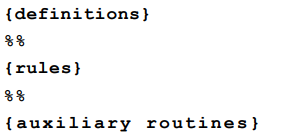 {definitions}
%%
{rules}
%%
{auxiliary routines}